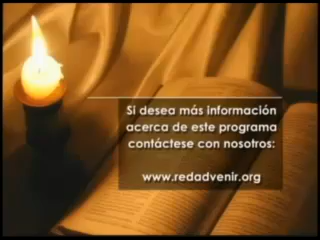 Si desea más información
acerca de este programa
contáctese con nosotros:
www.redadvenir.org